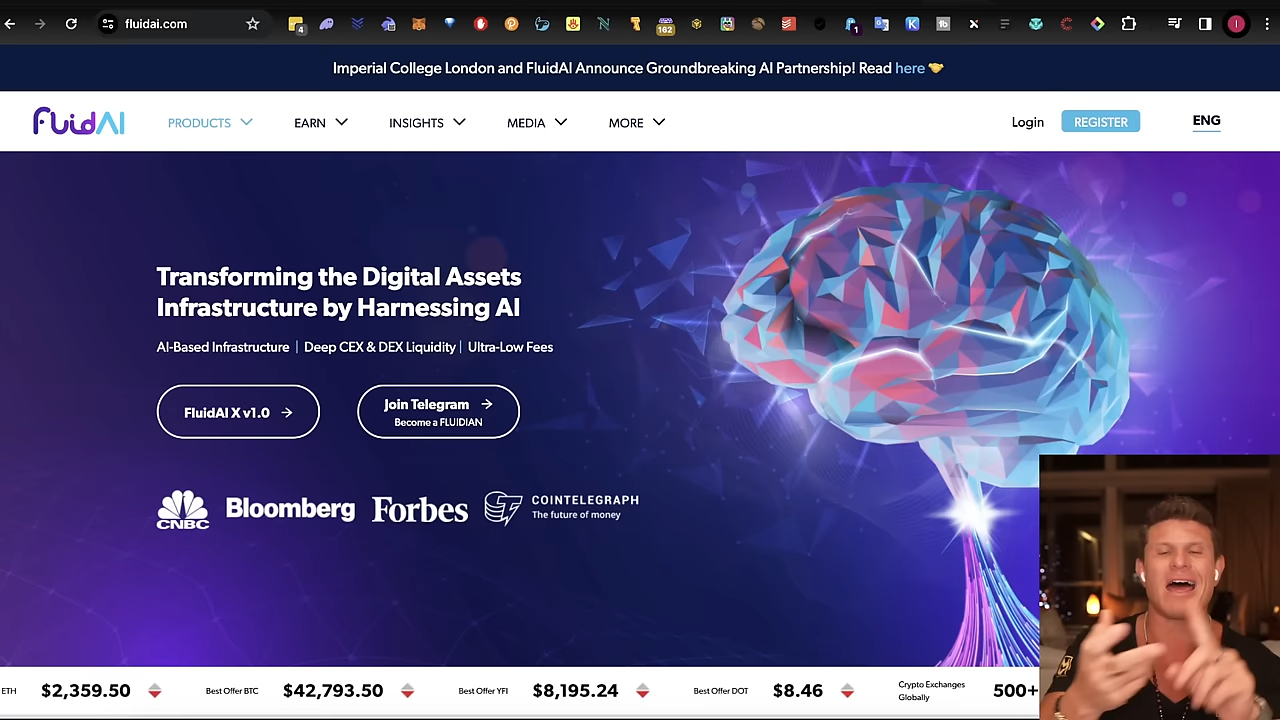 fluidai.com
4
162
1
Imperial College London and FluidAI Announce Groundbreaking AI Partnership! Read here
FluidAI
PRODUCTS
EARN
INSIGHTS
MEDIA
MORE
Login
REGISTER
ENG
Transforming the Digital Assets
Infrastructure by Harnessing AI
AI-Based Infrastructure | Deep CEX & DEX Liquidity | Ultra-Low Fees
FluidAI X v1.0 →
Join Telegram →
Become a FLUIDIAN
CNBC
Bloomberg
Forbes
COINTELEGRAPH
The future of money
ETH $2,359.50
Best Offer BTC $42,793.50
Best Offer YFI $8,195.24
Best Offer DOT $8.46
Crypto Exchanges
Globally
500+